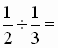 1/2 ÷ 1/3 =